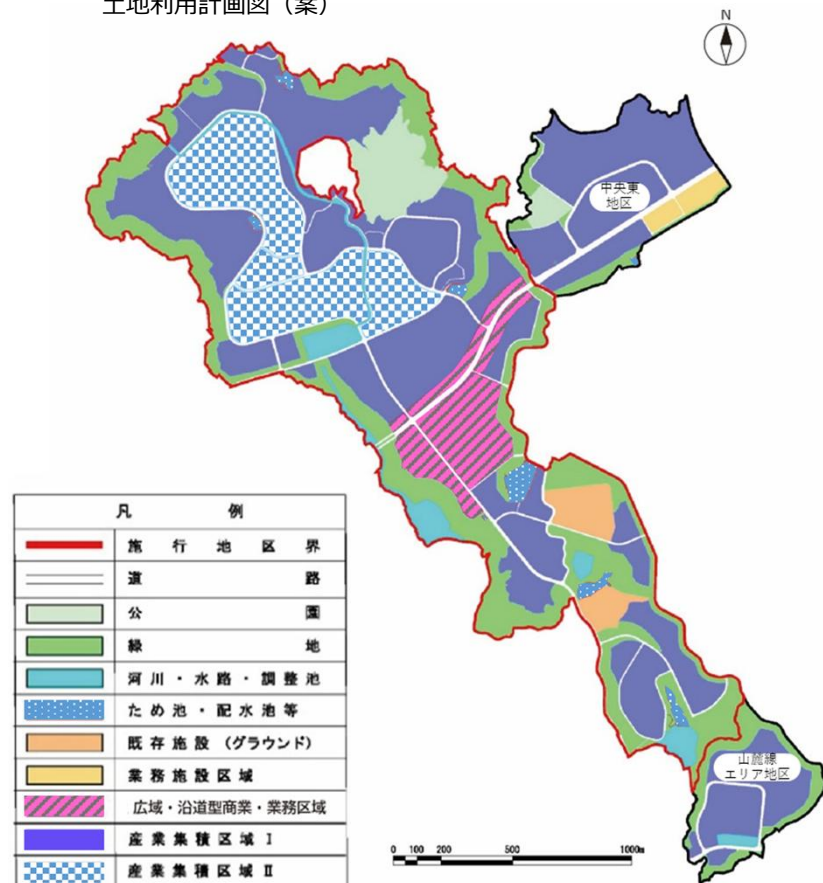 土地利用計画図(案)
N
中央東
地区
山麓線
エリア地区
凡 例
施行地区界
道路
公園
緑地
河川・水路・調整池
ため池・配水池等
既存施設(グラウンド)
業務施設区域
広域・沿道型商業・業務区域
産業集積区域Ⅰ
産業集積区域Ⅱ
0 100 200 500 1000m